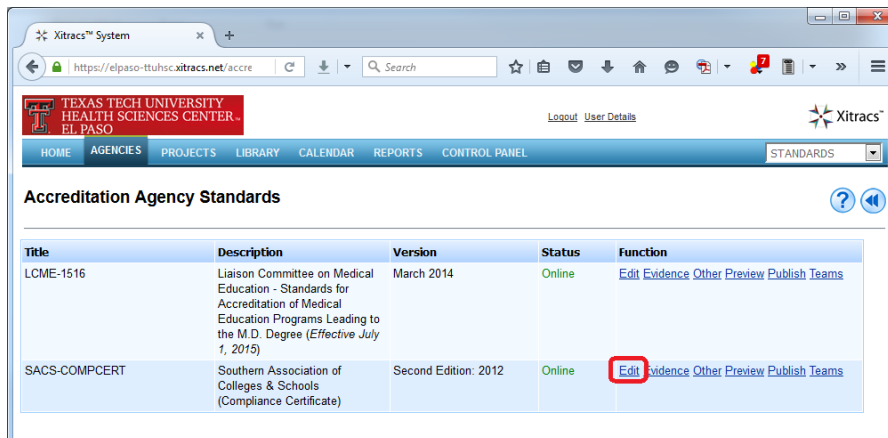 Xitracs™ System
https://elpaso-ttuhsc.xitracs.net/accre
Search
7
TEXAS TECH UNIVERSITY
HEALTH SCIENCES CENTER™
EL PASO
Logout User Details
Xitracs™
HOME AGENCIES PROJECTS LIBRARY CALENDAR REPORTS CONTROL PANEL
STANDARDS
Accreditation Agency Standards
?
Title Description Version Status Function
LCME-1516 Liaison Committee on Medical March 2014 Online Edit Evidence Other Preview Publish Teams
Education - Standards for
Accreditation of Medical
Education Programs Leading to
the M.D. Degree (Effective July
1, 2015)
SACS-COMPCERT Southern Association of Second Edition: 2012 Online Edit Evidence Other Preview Publish Teams
Colleges & Schools
(Compliance Certificate)